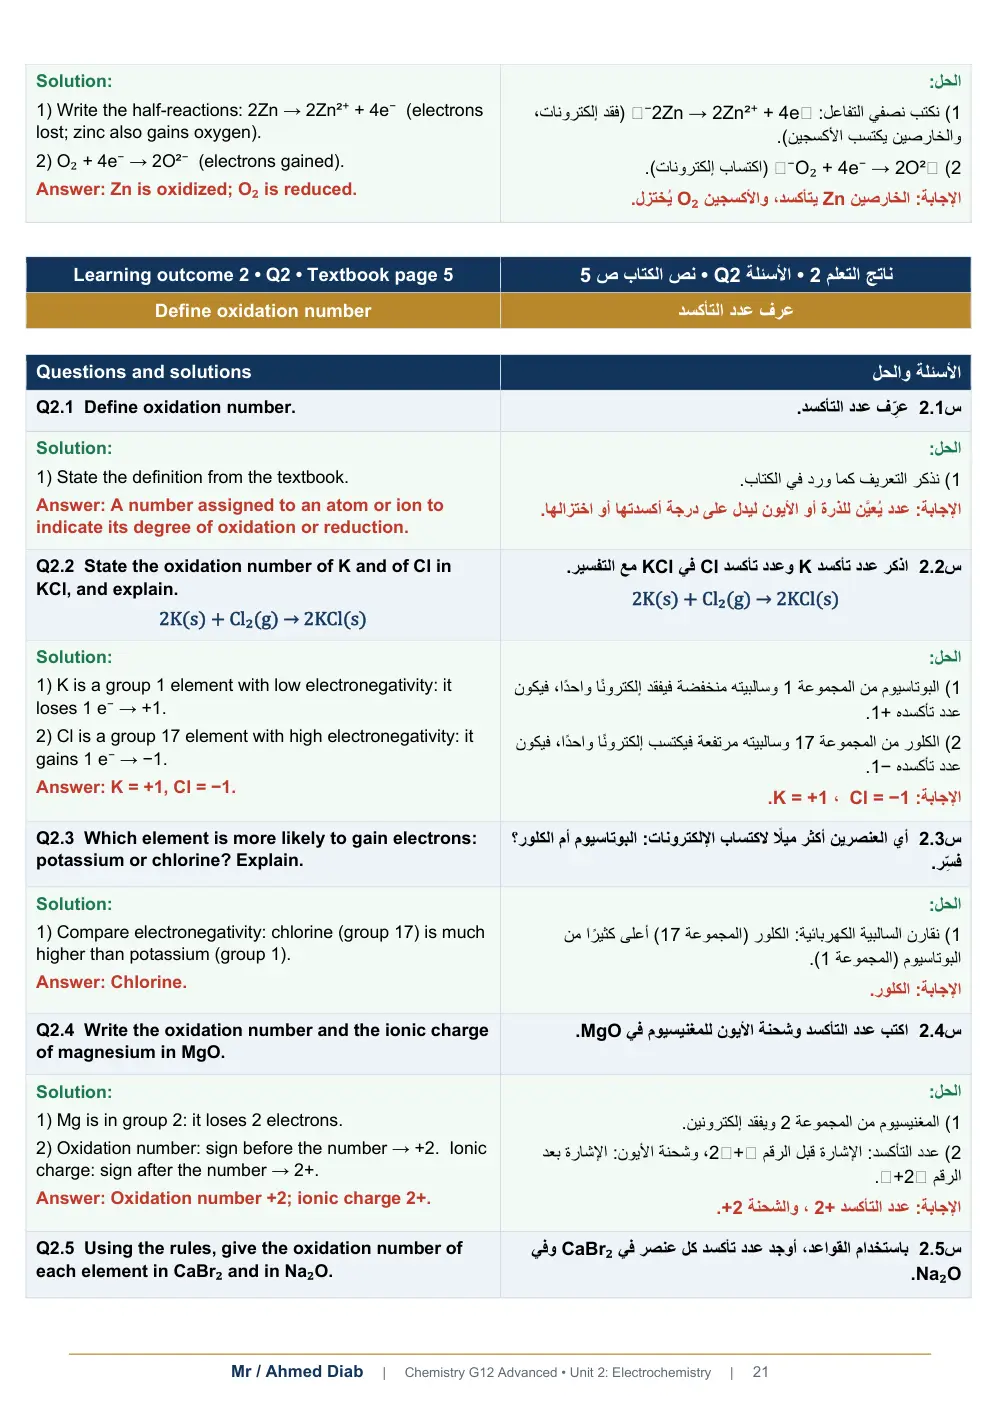 Solution:
1) Write the half-reactions: 2Zn → 2Zn²⁺ + 4e⁻  (electrons
lost; zinc also gains oxygen).
2) O₂ + 4e⁻ → 2O²⁻  (electrons gained).
Answer: Zn is oxidized; O₂ is reduced.
الحل:
1) نكتب نصفي التفاعل: □2Zn → 2Zn²⁺ + 4e⁻□ (فقد إلكترونات،
والخارصين يكتسب الأكسجين).
2) □O₂ + 4e⁻ → 2O²⁻□ (اكتساب إلكترونات).
الإجابة: الخارصين Zn يتأكسد، والأكسجين O₂ يُختزل.
Learning outcome 2 • Q2 • Textbook page 5
ناتج التعلم 2 • الأسئلة Q2 • نص الكتاب ص 5
Define oxidation number
عرف عدد التأكسد
Questions and solutions
الأسئلة والحل
Q2.1  Define oxidation number.
س2.1  عرِّف عدد التأكسد.
Solution:
1) State the definition from the textbook.
Answer: A number assigned to an atom or ion to
indicate its degree of oxidation or reduction.
الحل:
1) نذكر التعريف كما ورد في الكتاب.
الإجابة: عدد يُعيَّن للذرة أو الأيون ليدل على درجة أكسدتها أو اختزالها.
Q2.2  State the oxidation number of K and of Cl in
KCl, and explain.
2K(s) + Cl₂(g) → 2KCl(s)
س2.2  اذكر عدد تأكسد K وعدد تأكسد Cl في KCl مع التفسير.
2K(s) + Cl₂(g) → 2KCl(s)
Solution:
1) K is a group 1 element with low electronegativity: it
loses 1 e⁻ → +1.
2) Cl is a group 17 element with high electronegativity: it
gains 1 e⁻ → −1.
Answer: K = +1, Cl = −1.
الحل:
1) البوتاسيوم من المجموعة 1 وسالبيته منخفضة فيفقد إلكترونًا واحدًا، فيكون
عدد تأكسده +1.
2) الكلور من المجموعة 17 وسالبيته مرتفعة فيكتسب إلكترونًا واحدًا، فيكون
عدد تأكسده −1.
الإجابة: K = +1 ، Cl = −1.
Q2.3  Which element is more likely to gain electrons:
potassium or chlorine? Explain.
س2.3  أي العنصرين أكثر ميلًا لاكتساب الإلكترونات: البوتاسيوم أم الكلور؟
فسِّر.
Solution:
1) Compare electronegativity: chlorine (group 17) is much
higher than potassium (group 1).
Answer: Chlorine.
الحل:
1) نقارن السالبية الكهربائية: الكلور (المجموعة 17) أعلى كثيرًا من
البوتاسيوم (المجموعة 1).
الإجابة: الكلور.
Q2.4  Write the oxidation number and the ionic charge
of magnesium in MgO.
س2.4  اكتب عدد التأكسد وشحنة الأيون للمغنيسيوم في MgO.
Solution:
1) Mg is in group 2: it loses 2 electrons.
2) Oxidation number: sign before the number → +2.  Ionic
charge: sign after the number → 2+.
Answer: Oxidation number +2; ionic charge 2+.
الحل:
1) المغنيسيوم من المجموعة 2 ويفقد إلكترونين.
2) عدد التأكسد: الإشارة قبل الرقم □+□2، وشحنة الأيون: الإشارة بعد
الرقم □2+□.
الإجابة: عدد التأكسد +2 ، والشحنة 2+.
Q2.5  Using the rules, give the oxidation number of
each element in CaBr₂ and in Na₂O.
س2.5  باستخدام القواعد، أوجد عدد تأكسد كل عنصر في CaBr₂ وفي
Na₂O.
Mr / Ahmed Diab | Chemistry G12 Advanced • Unit 2: Electrochemistry | 21